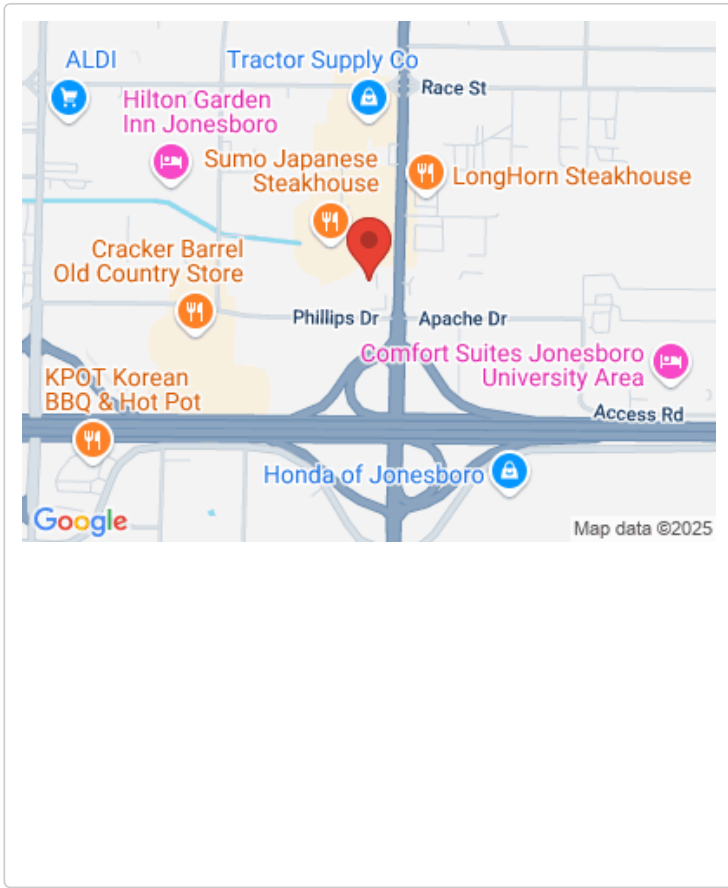 ALDI
Tractor Supply Co
Race St
Hilton Garden
Inn Jonesboro
Sumo Japanese
Steakhouse
LongHorn Steakhouse
Cracker Barrel
Old Country Store
Phillips Dr
Apache Dr
Comfort Suites Jonesboro
University Area
KPOT Korean
BBQ & Hot Pot
Access Rd
Honda of Jonesboro
Google
Map data ©2025